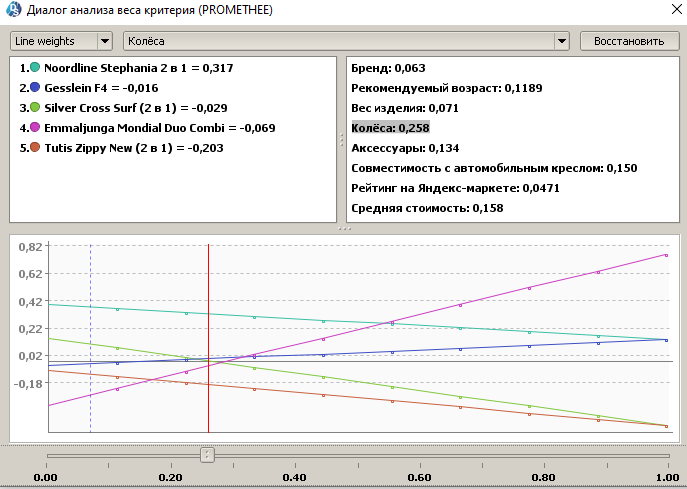 Диалог анализа веса критерия (PROMETHEE)
Line weights
Колёса
Восстановить
1. Noordline Stephania 2 в 1 = 0,317
2. Gesslein F4 = -0,016
3. Silver Cross Surf (2 в 1) = -0,029
4. Emmaljunga Mondial Duo Combi = -0,069
5. Tutis Zippy New (2 в 1) = -0,203
Бренд: 0,063
Рекомендуемый возраст: 0,1189
Вес изделия: 0,071
Колёса: 0,258
Аксессуары: 0,134
Совместимость с автомобильным креслом: 0,150
Рейтинг на Яндекс-маркете: 0,0471
Средняя стоимость: 0,158
0,82
0,62
0,42
0,22
0,02
-0,18
0.00 0.20 0.40 0.60 0.80 1.00